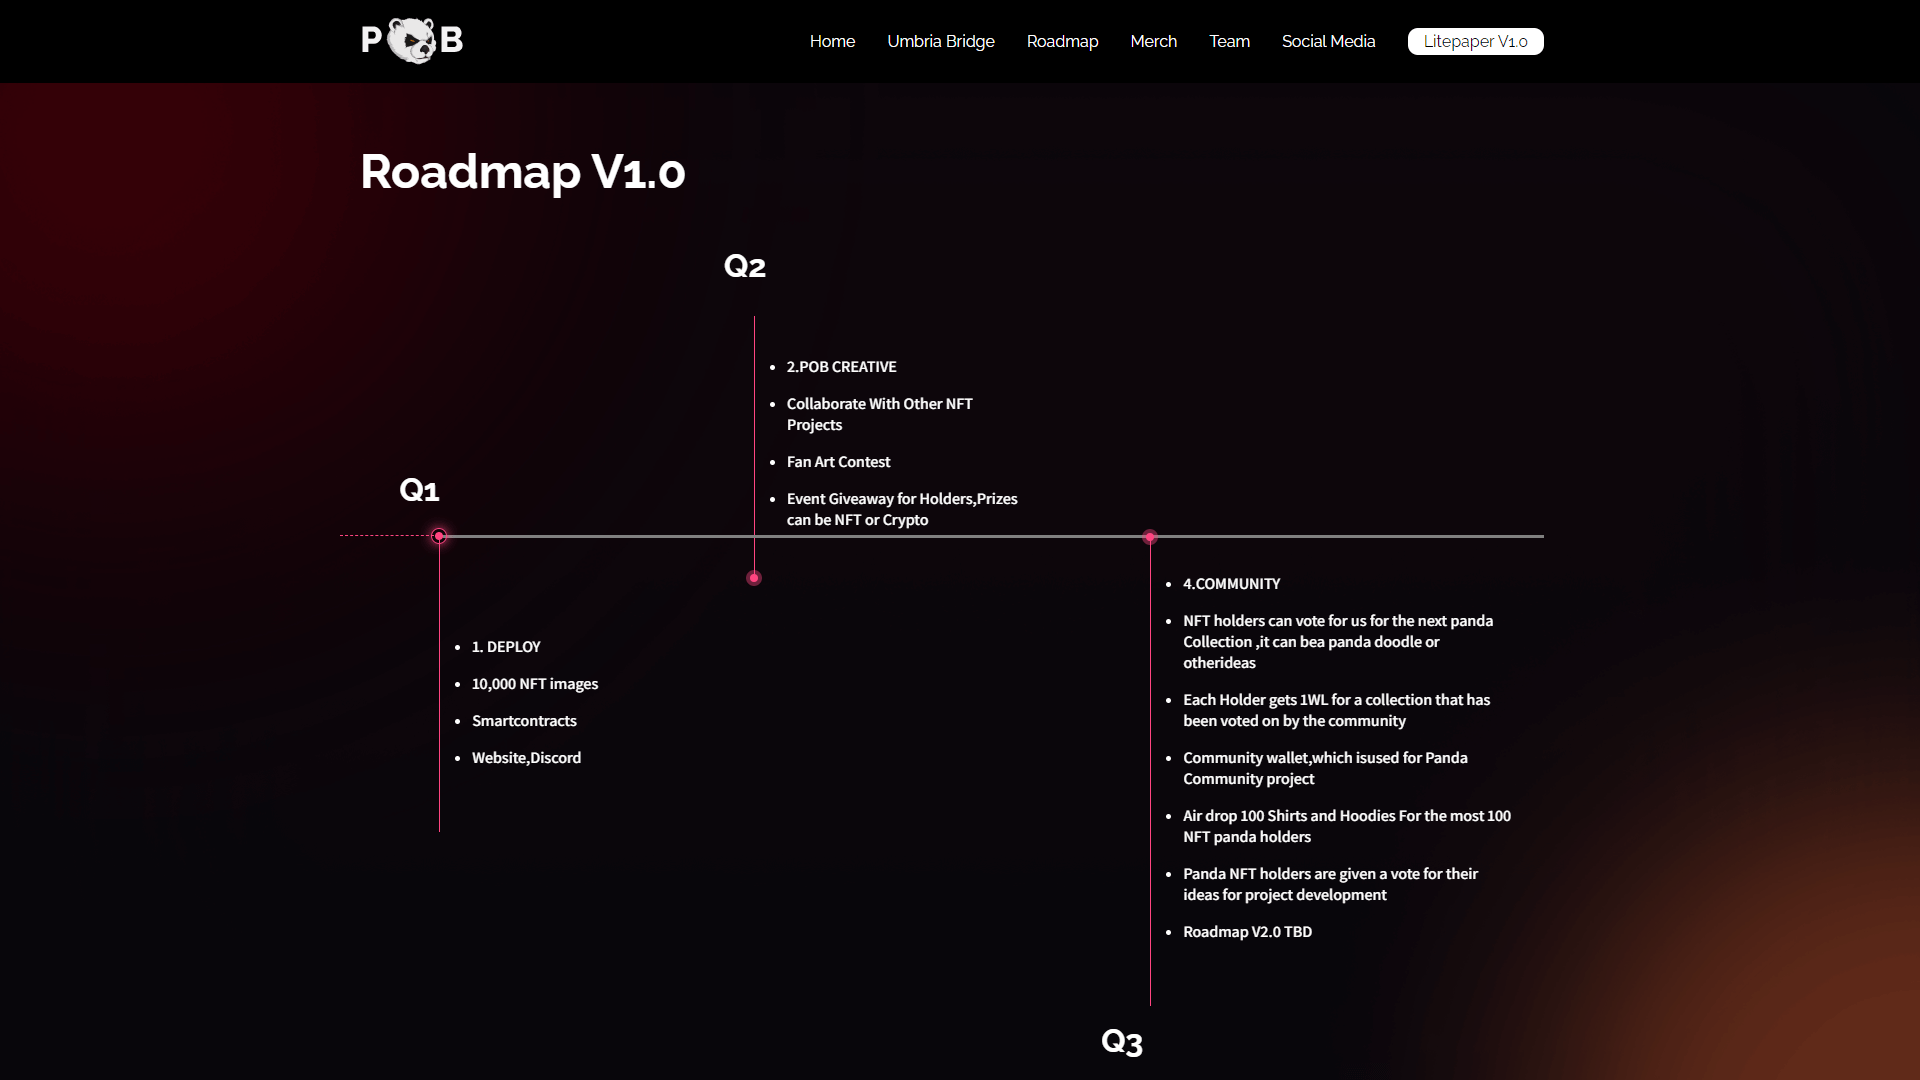 P B
Home
Umbria Bridge
Roadmap
Merch
Team
Social Media
Litepaper V1.0
Roadmap V1.0
Q1
1. DEPLOY
10,000 NFT images
Smartcontracts
Website,Discord
Q2
2.POB CREATIVE
Collaborate With Other NFT
Projects
Fan Art Contest
Event Giveaway for Holders,Prizes
can be NFT or Crypto
4.COMMUNITY
NFT holders can vote for us for the next panda
Collection ,it can bea panda doodle or
otherideas
Each Holder gets 1WL for a collection that has
been voted on by the community
Community wallet,which isused for Panda
Community project
Air drop 100 Shirts and Hoodies For the most 100
NFT panda holders
Panda NFT holders are given a vote for their
ideas for project development
Roadmap V2.0 TBD
Q3